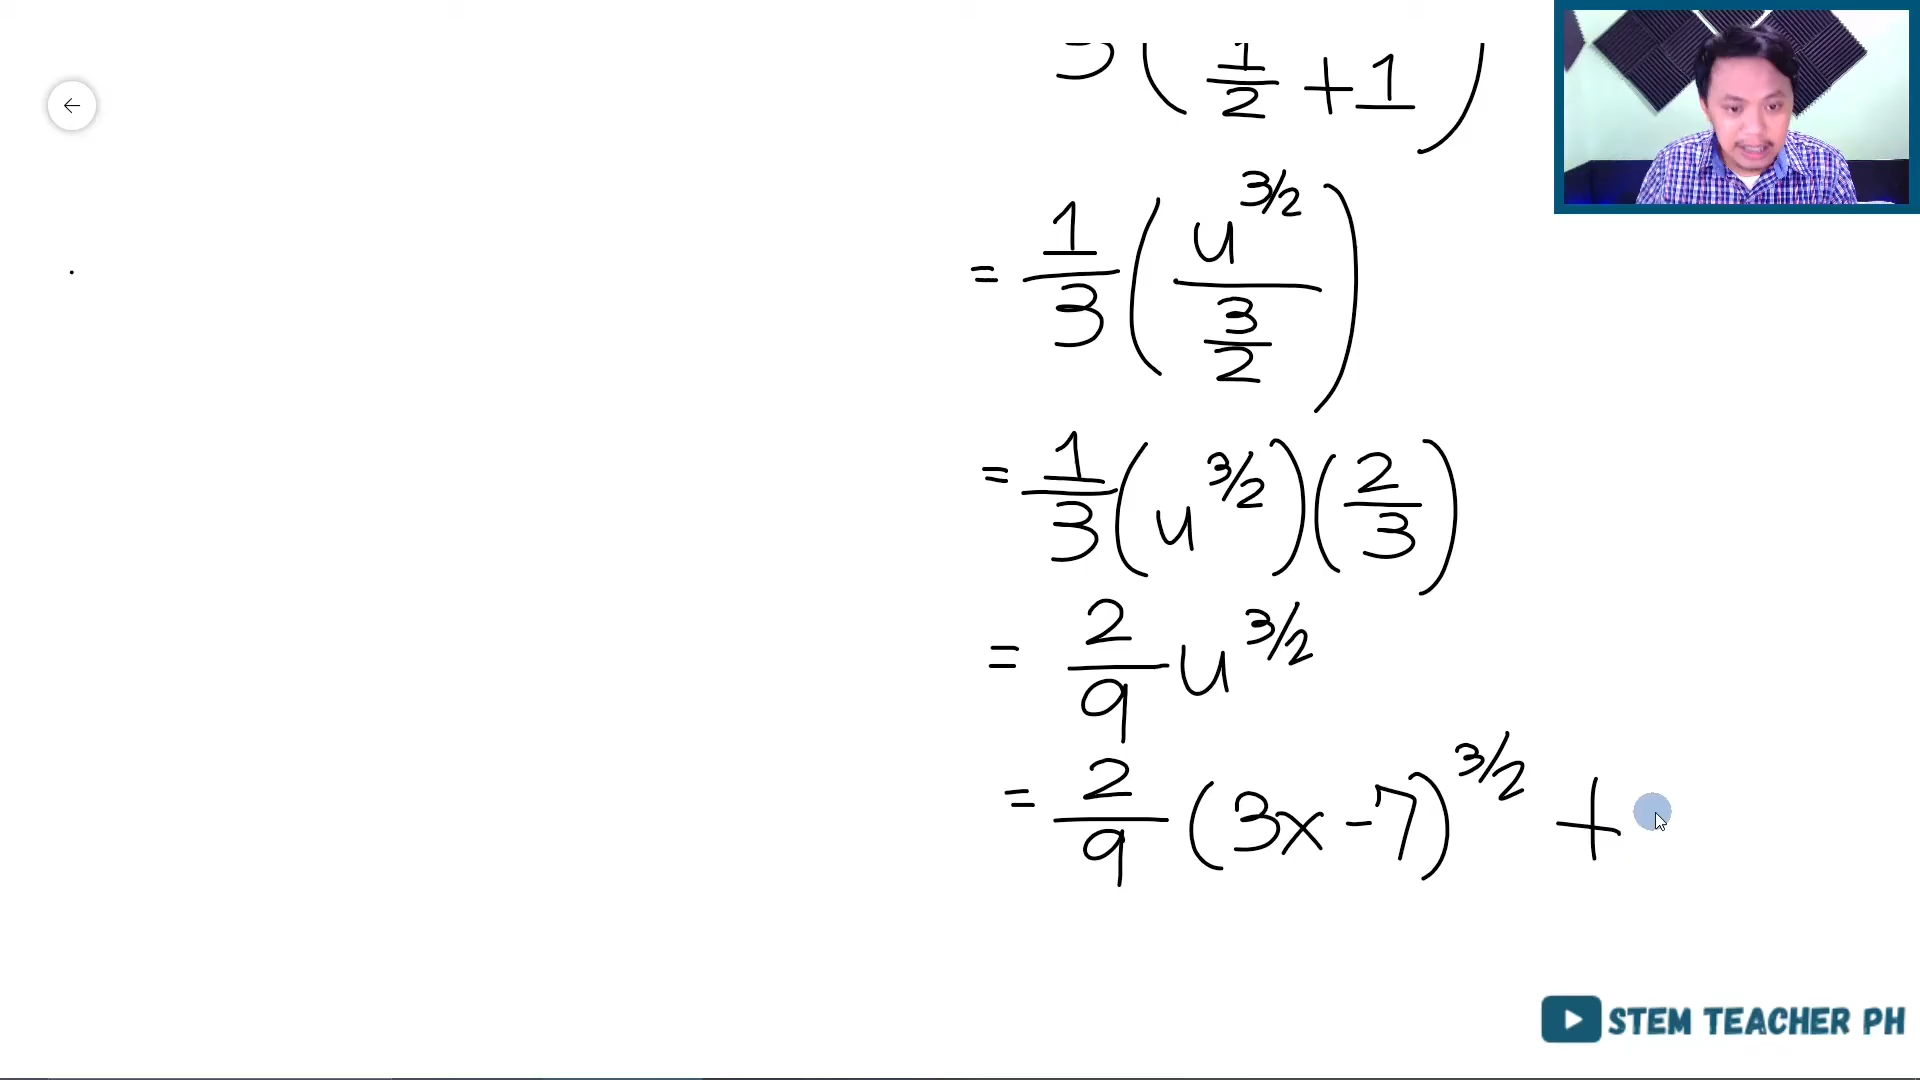 3 ( 1/2 + 1 )
= 1/3 ( u^3/2 / 3/2 )
= 1/3 ( u^3/2 ) ( 2/3 )
= 2/9 u^3/2
= 2/9 (3x - 7)^3/2 +
STEM TEACHER PH